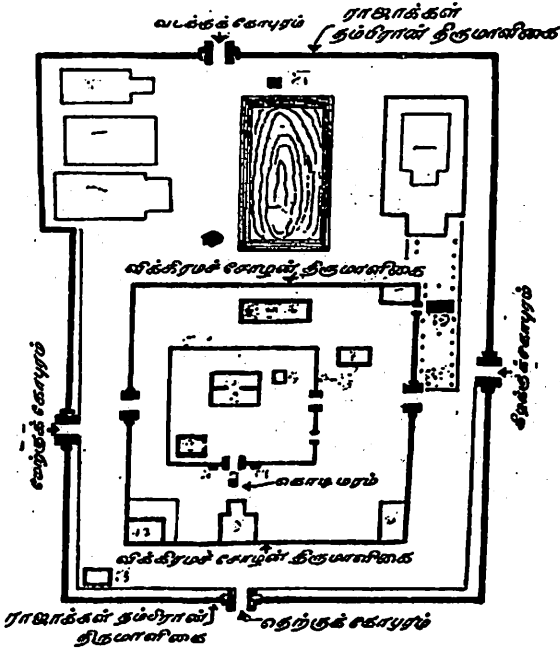 வடக்குக்கோபுரம்
ராஜாக்கள்
தம்பிரான் திருமாளிகை
விக்கிரமச் சோழன் திருமாளிகை
மேற்குக்கோபுரம்
கிழக்குக்கோபுரம்
கொடிமரம்
விக்கிரமச் சோழன் திருமாளிகை
ராஜாக்கள் தம்பிரான்
திருமாளிகை
தெற்குக்கோபுரம்